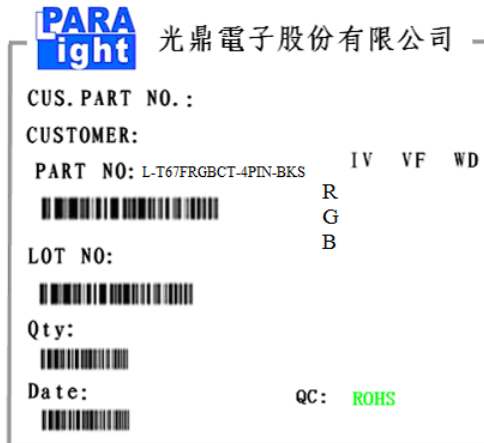 PARA light 光鼎電子股份有限公司
CUS.PART NO.:
CUSTOMER:
IV VF WD
PART NO: L-T67FRGBCT-4PIN-BKS
R
G
B
LOT NO:
Qty:
Date:
QC: ROHS